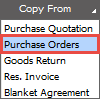 Copy From
Purchase Quotation
Purchase Orders
Goods Return
Res. Invoice
Blanket Agreement